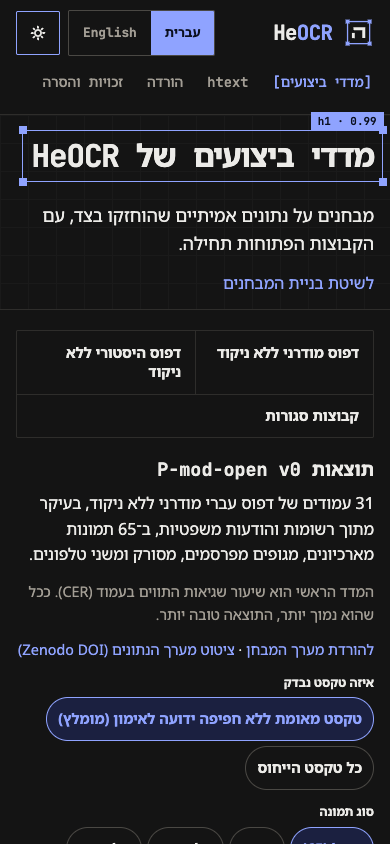 HeOCR
עברית
English
[מדדי ביצועים]
htext
הורדה
זכויות והסרה
h1 · 0.99
מדדי ביצועים של HeOCR
מבחנים על נתונים אמיתיים שהוחזקו בצד, עם
הקבוצות הפתוחות תחילה.
לשיטת בניית המבחנים
דפוס מודרני ללא ניקוד
דפוס היסטורי ללא
ניקוד
קבוצות סגורות
תוצאות P-mod-open v0
31 עמודים של דפוס עברי מודרני ללא ניקוד, בעיקר
מתוך רשומות והודעות משפטיות, ב־65 תמונות
מארכיונים, מגופים מפרסמים, מסורק ומשני טלפונים.
המדד הראשי הוא שיעור שגיאות התווים בעמוד (CER). ככל
שהוא נמוך יותר, התוצאה טובה יותר.
להורדת מערך המבחן · ציטוט מערך הנתונים (Zenodo DOI)
איזה טקסט נבדק
טקסט מאומת ללא חפיפה ידועה לאימון (מומלץ)
כל טקסט הייחוס
סוג תמונה